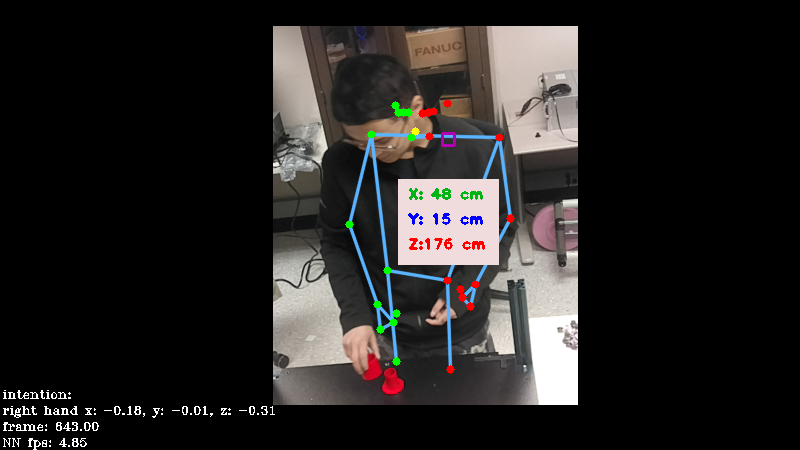 FANUC
X: 48 cm
Y: 15 cm
Z:176 cm
intention:
right hand x: -0.18, y: -0.01, z: -0.31
frame: 643.00
NN fps: 4.85